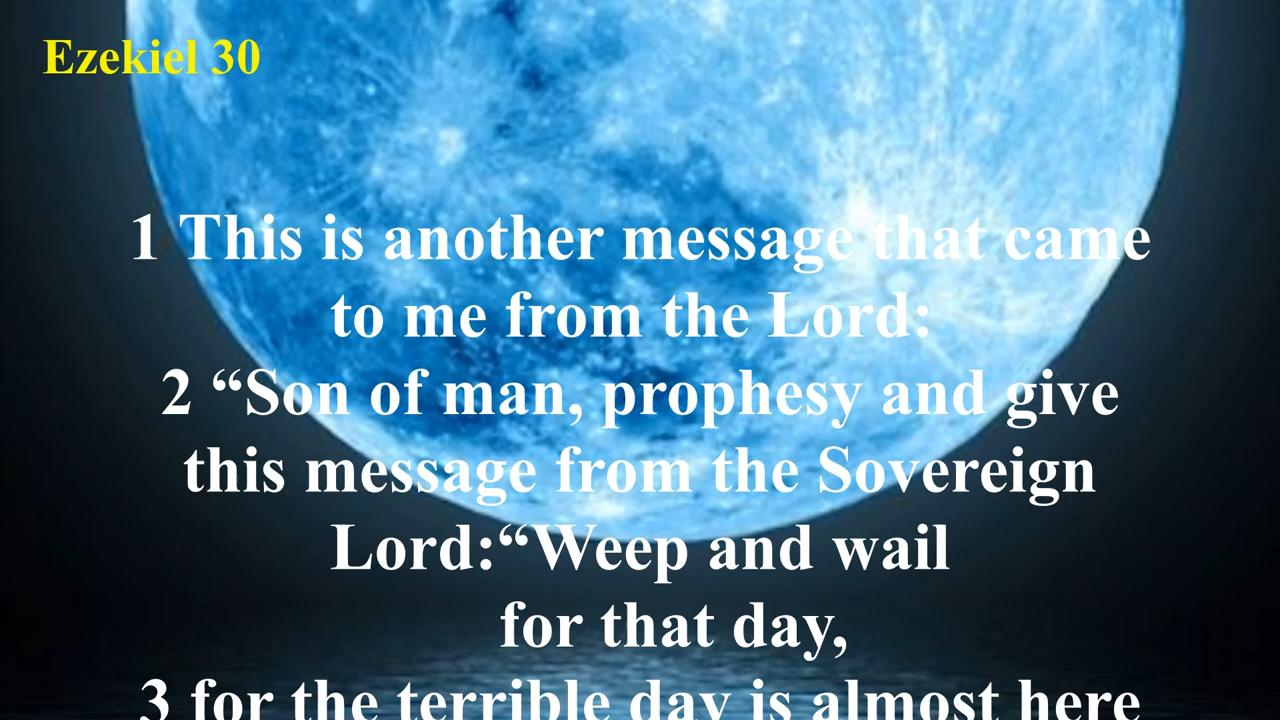 Ezekiel 30
1 This is another message that came
to me from the Lord:
2 “Son of man, prophesy and give
this message from the Sovereign
Lord:“Weep and wail
for that day,
3 for the terrible day is almost here